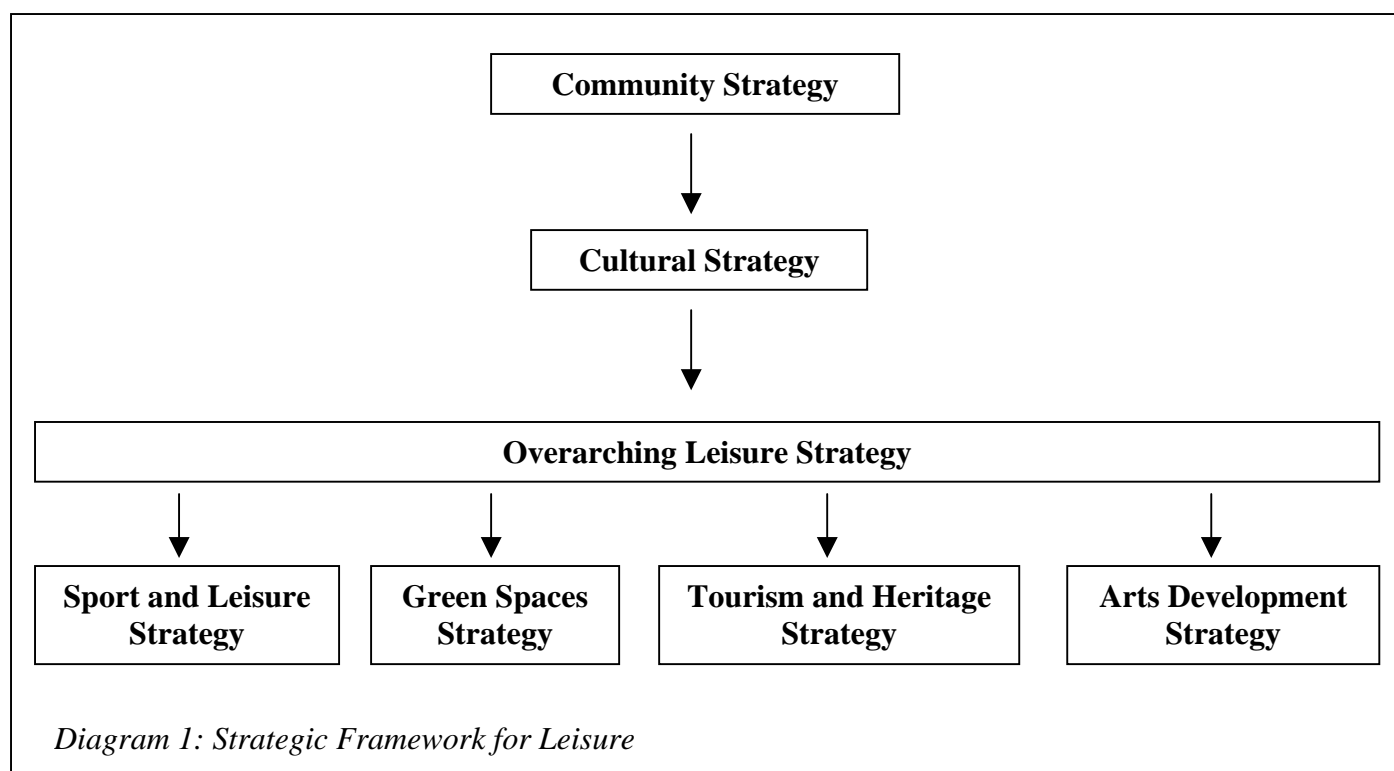 Community Strategy
Cultural Strategy
Overarching Leisure Strategy
Sport and Leisure
Strategy
Green Spaces
Strategy
Tourism and Heritage
Strategy
Arts Development
Strategy
Diagram 1: Strategic Framework for Leisure